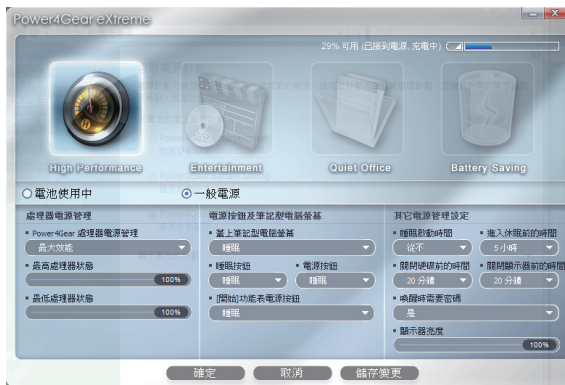 Power4Gear eXtreme
29% 可用 (已接到電源, 充電中)
High Performance
Entertainment
Quiet Office
Battery Saving
電池使用中
一般電源
處理器電源管理
Power4Gear 處理器電源管理
最大效能
最高處理器狀態
100%
最低處理器狀態
100%
電源按鈕及筆記型電腦螢幕
蓋上筆記型電腦螢幕
睡眠
睡眠按鈕
電源按鈕
睡眠
睡眠
[開始]功能表電源按鈕
睡眠
其它電源管理設定
睡眠啟動時間
進入休眠前的時間
從不
5 小時
關閉硬碟前的時間
關閉顯示器前的時間
20 分鐘
20 分鐘
喚醒時需要密碼
是
顯示器亮度
100%
確定
取消
儲存變更